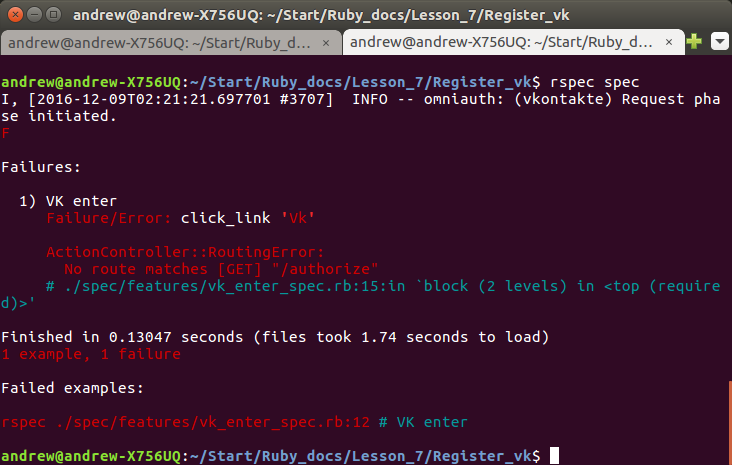 andrew@andrew-X756UQ: ~/Start/Ruby_docs/Lesson_7/Register_vk
andrew@andrew-X756UQ: ~/Start/Ruby_d… × andrew@andrew-X756UQ: ~/Start/Ruby_d… ×
andrew@andrew-X756UQ:~/Start/Ruby_docs/Lesson_7/Register_vk$ rspec spec
I, [2016-12-09T02:21:21.697701 #3707]  INFO -- omniauth: (vkontakte) Request pha
se initiated.
F
Failures:
1) VK enter
Failure/Error: click_link 'Vk'
ActionController::RoutingError:
No route matches [GET] "/authorize"
# ./spec/features/vk_enter_spec.rb:15:in `block (2 levels) in <top (require
d)>'
Finished in 0.13047 seconds (files took 1.74 seconds to load)
1 example, 1 failure
Failed examples:
rspec ./spec/features/vk_enter_spec.rb:12 # VK enter
andrew@andrew-X756UQ:~/Start/Ruby_docs/Lesson_7/Register_vk$